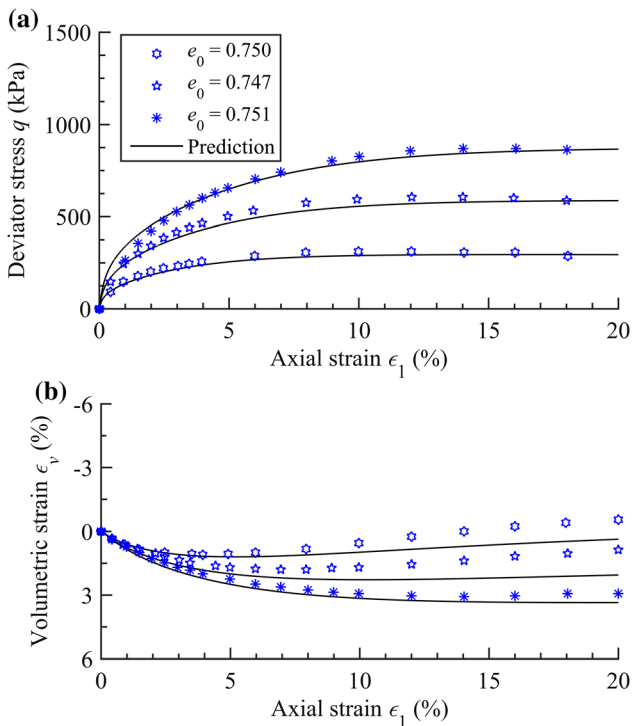 (a)
1500
1000
500
0
Deviator stress q (kPa)
e₀ = 0.750
e₀ = 0.747
e₀ = 0.751
Prediction
0 5 10 15 20
Axial strain ϵ₁ (%)
(b)
-6
-3
0
3
6
Volumetric strain ϵᵥ (%)
0 5 10 15 20
Axial strain ϵ₁ (%)